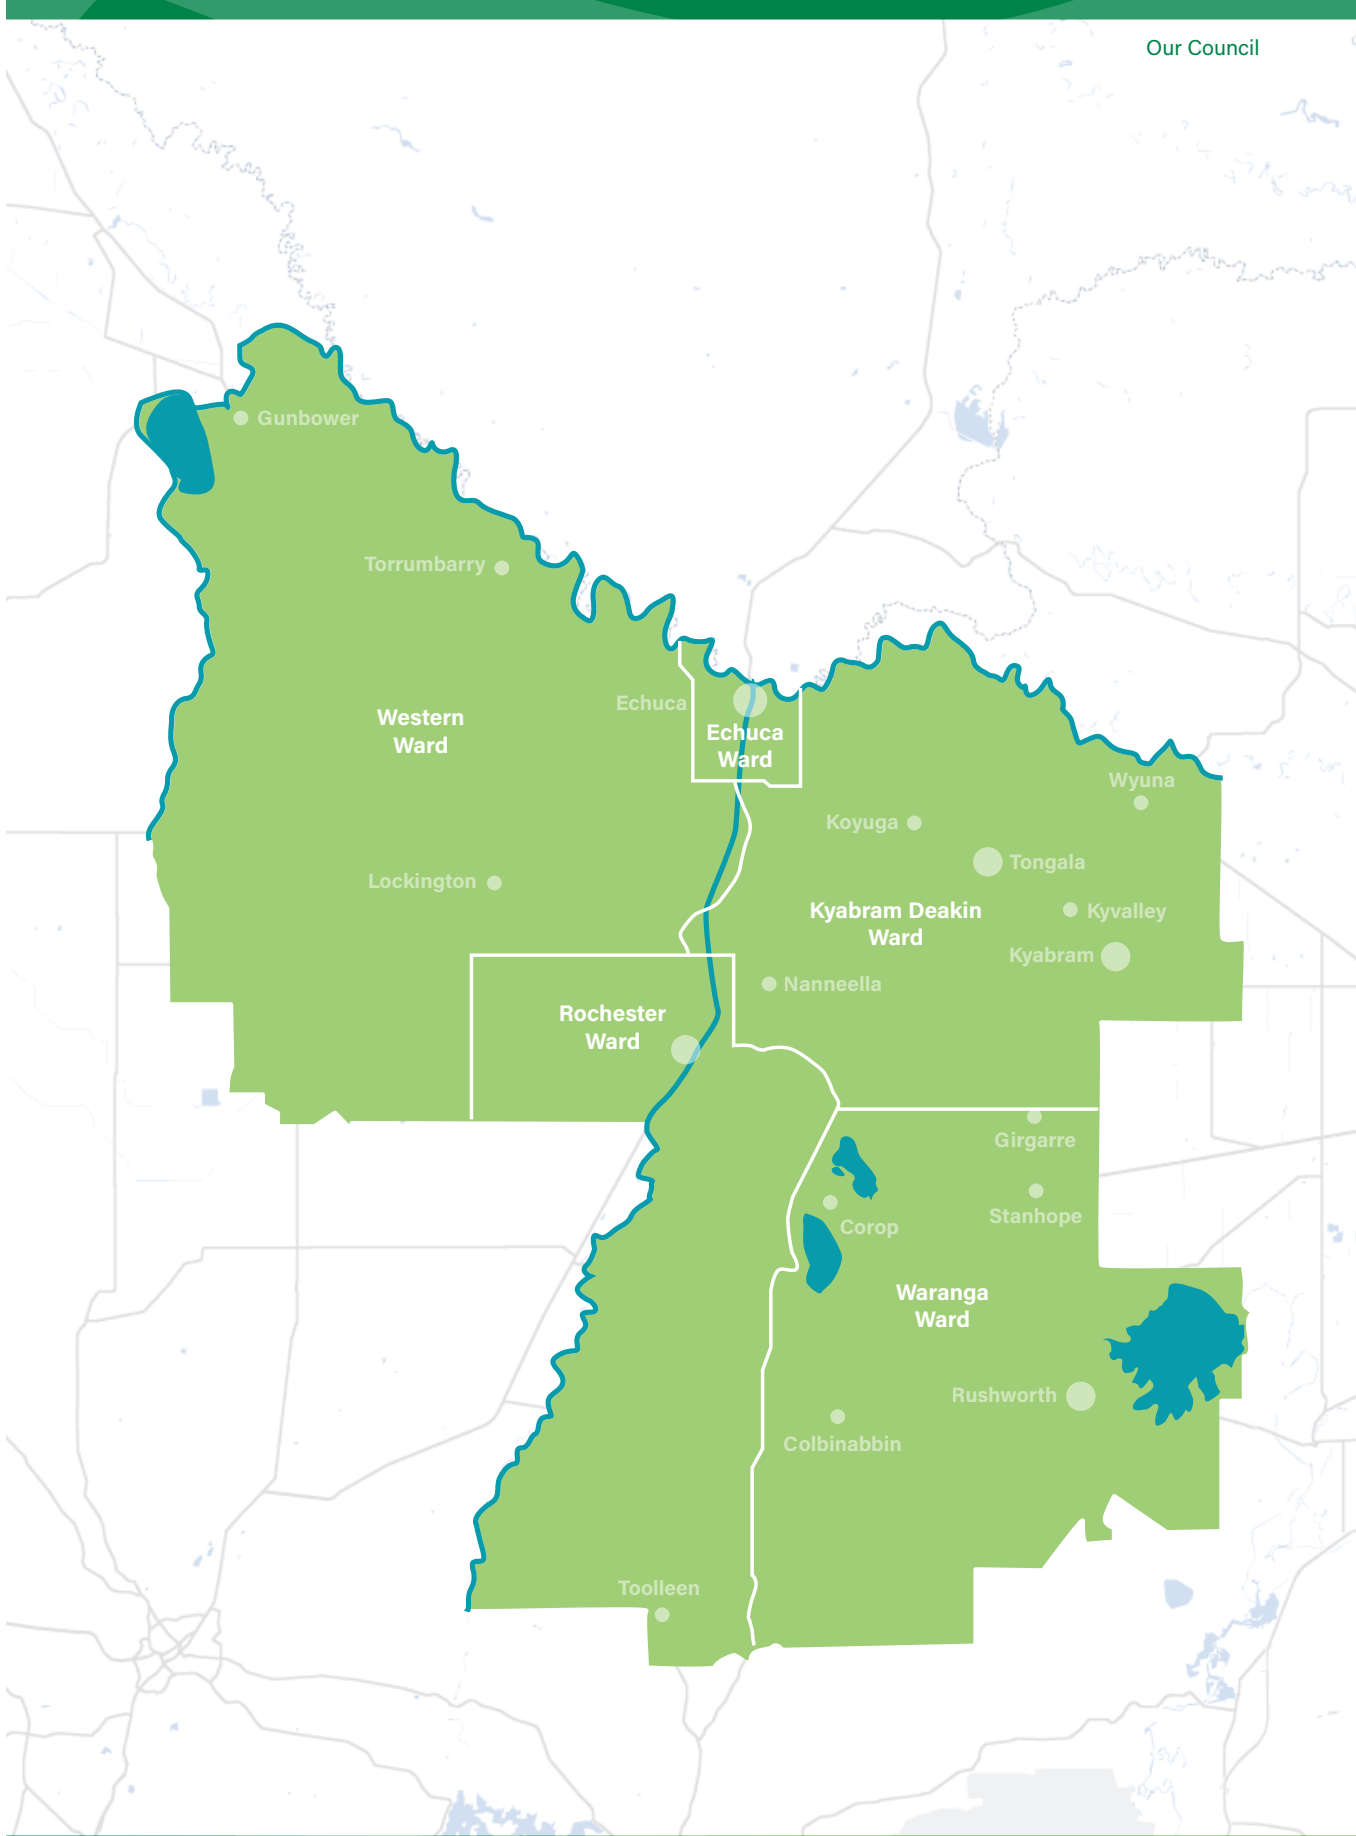 Our Council
Gunbower
Torrumbarry
Echuca
Western
Ward
Echuca
Ward
Wyuna
Koyuga
Tongala
Lockington
Kyabram Deakin
Ward
Kyvalley
Kyabram
Nanneella
Rochester
Ward
Girgarre
Stanhope
Corop
Waranga
Ward
Rushworth
Colbinabbin
Toolleen